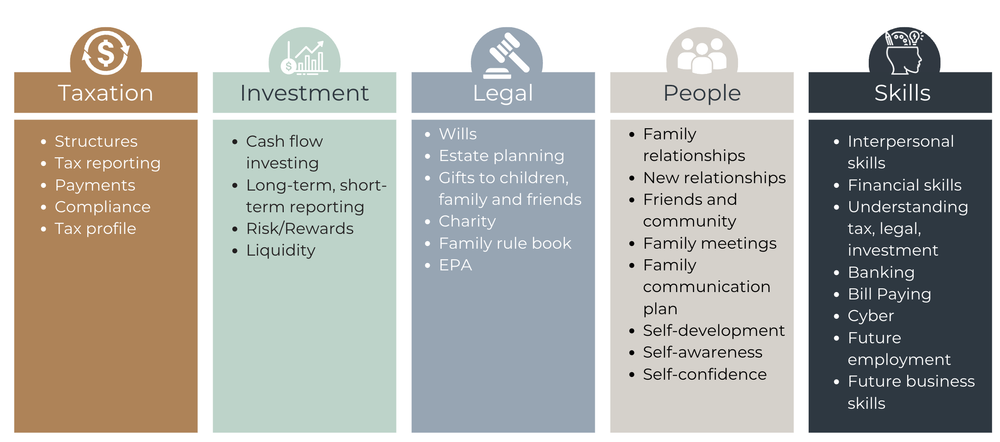 Taxation
• Structures
• Tax reporting
• Payments
• Compliance
• Tax profile
Investment
• Cash flow
investing
• Long-term, short-
term reporting
• Risk/Rewards
• Liquidity
Legal
• Wills
• Estate planning
• Gifts to children,
family and friends
• Charity
• Family rule book
• EPA
People
• Family
relationships
• New relationships
• Friends and
community
• Family meetings
• Family
communication
plan
• Self-development
• Self-awareness
• Self-confidence
Skills
• Interpersonal
skills
• Financial skills
• Understanding
tax, legal,
investment
• Banking
• Bill Paying
• Cyber
• Future
employment
• Future business
skills